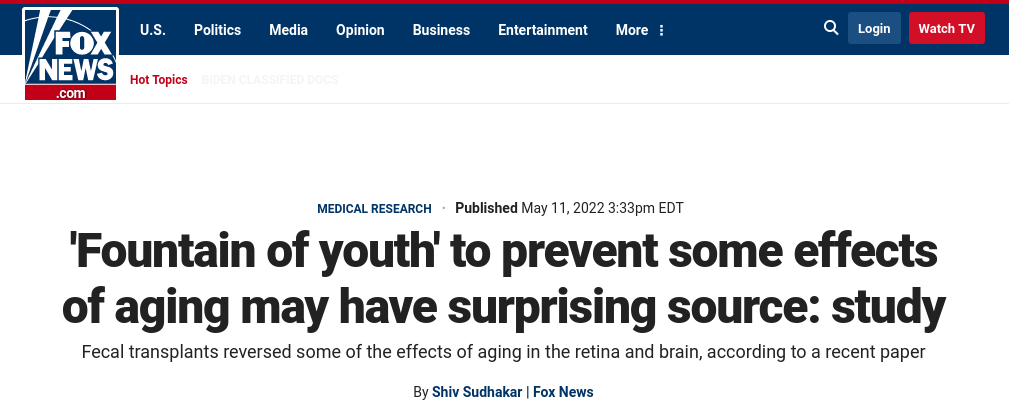 U.S. Politics Media Opinion Business Entertainment More Login Watch TV
FOX
NEWS
.com
Hot Topics BIDEN CLASSIFIED DOCS
MEDICAL RESEARCH · Published May 11, 2022 3:33pm EDT
'Fountain of youth' to prevent some effects
of aging may have surprising source: study
Fecal transplants reversed some of the effects of aging in the retina and brain, according to a recent paper
By Shiv Sudhakar | Fox News